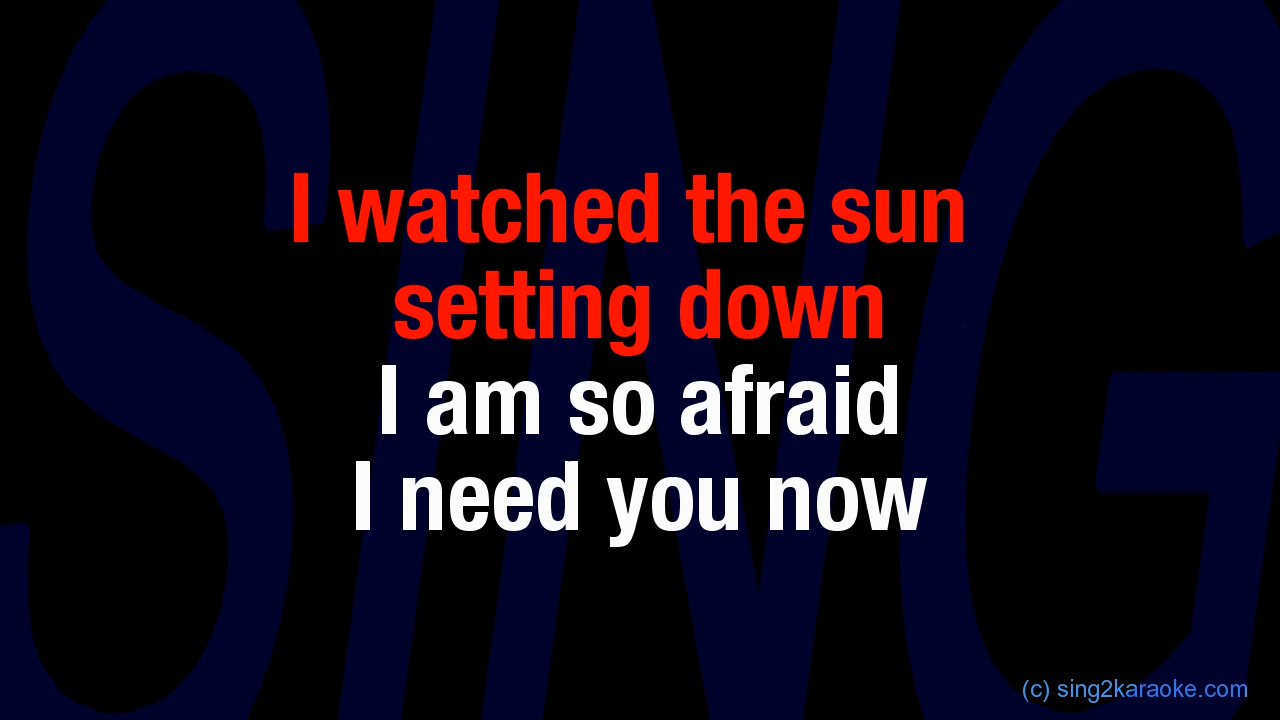 SING
I watched the sun
setting down
I am so afraid
I need you now
(c) sing2karaoke.com